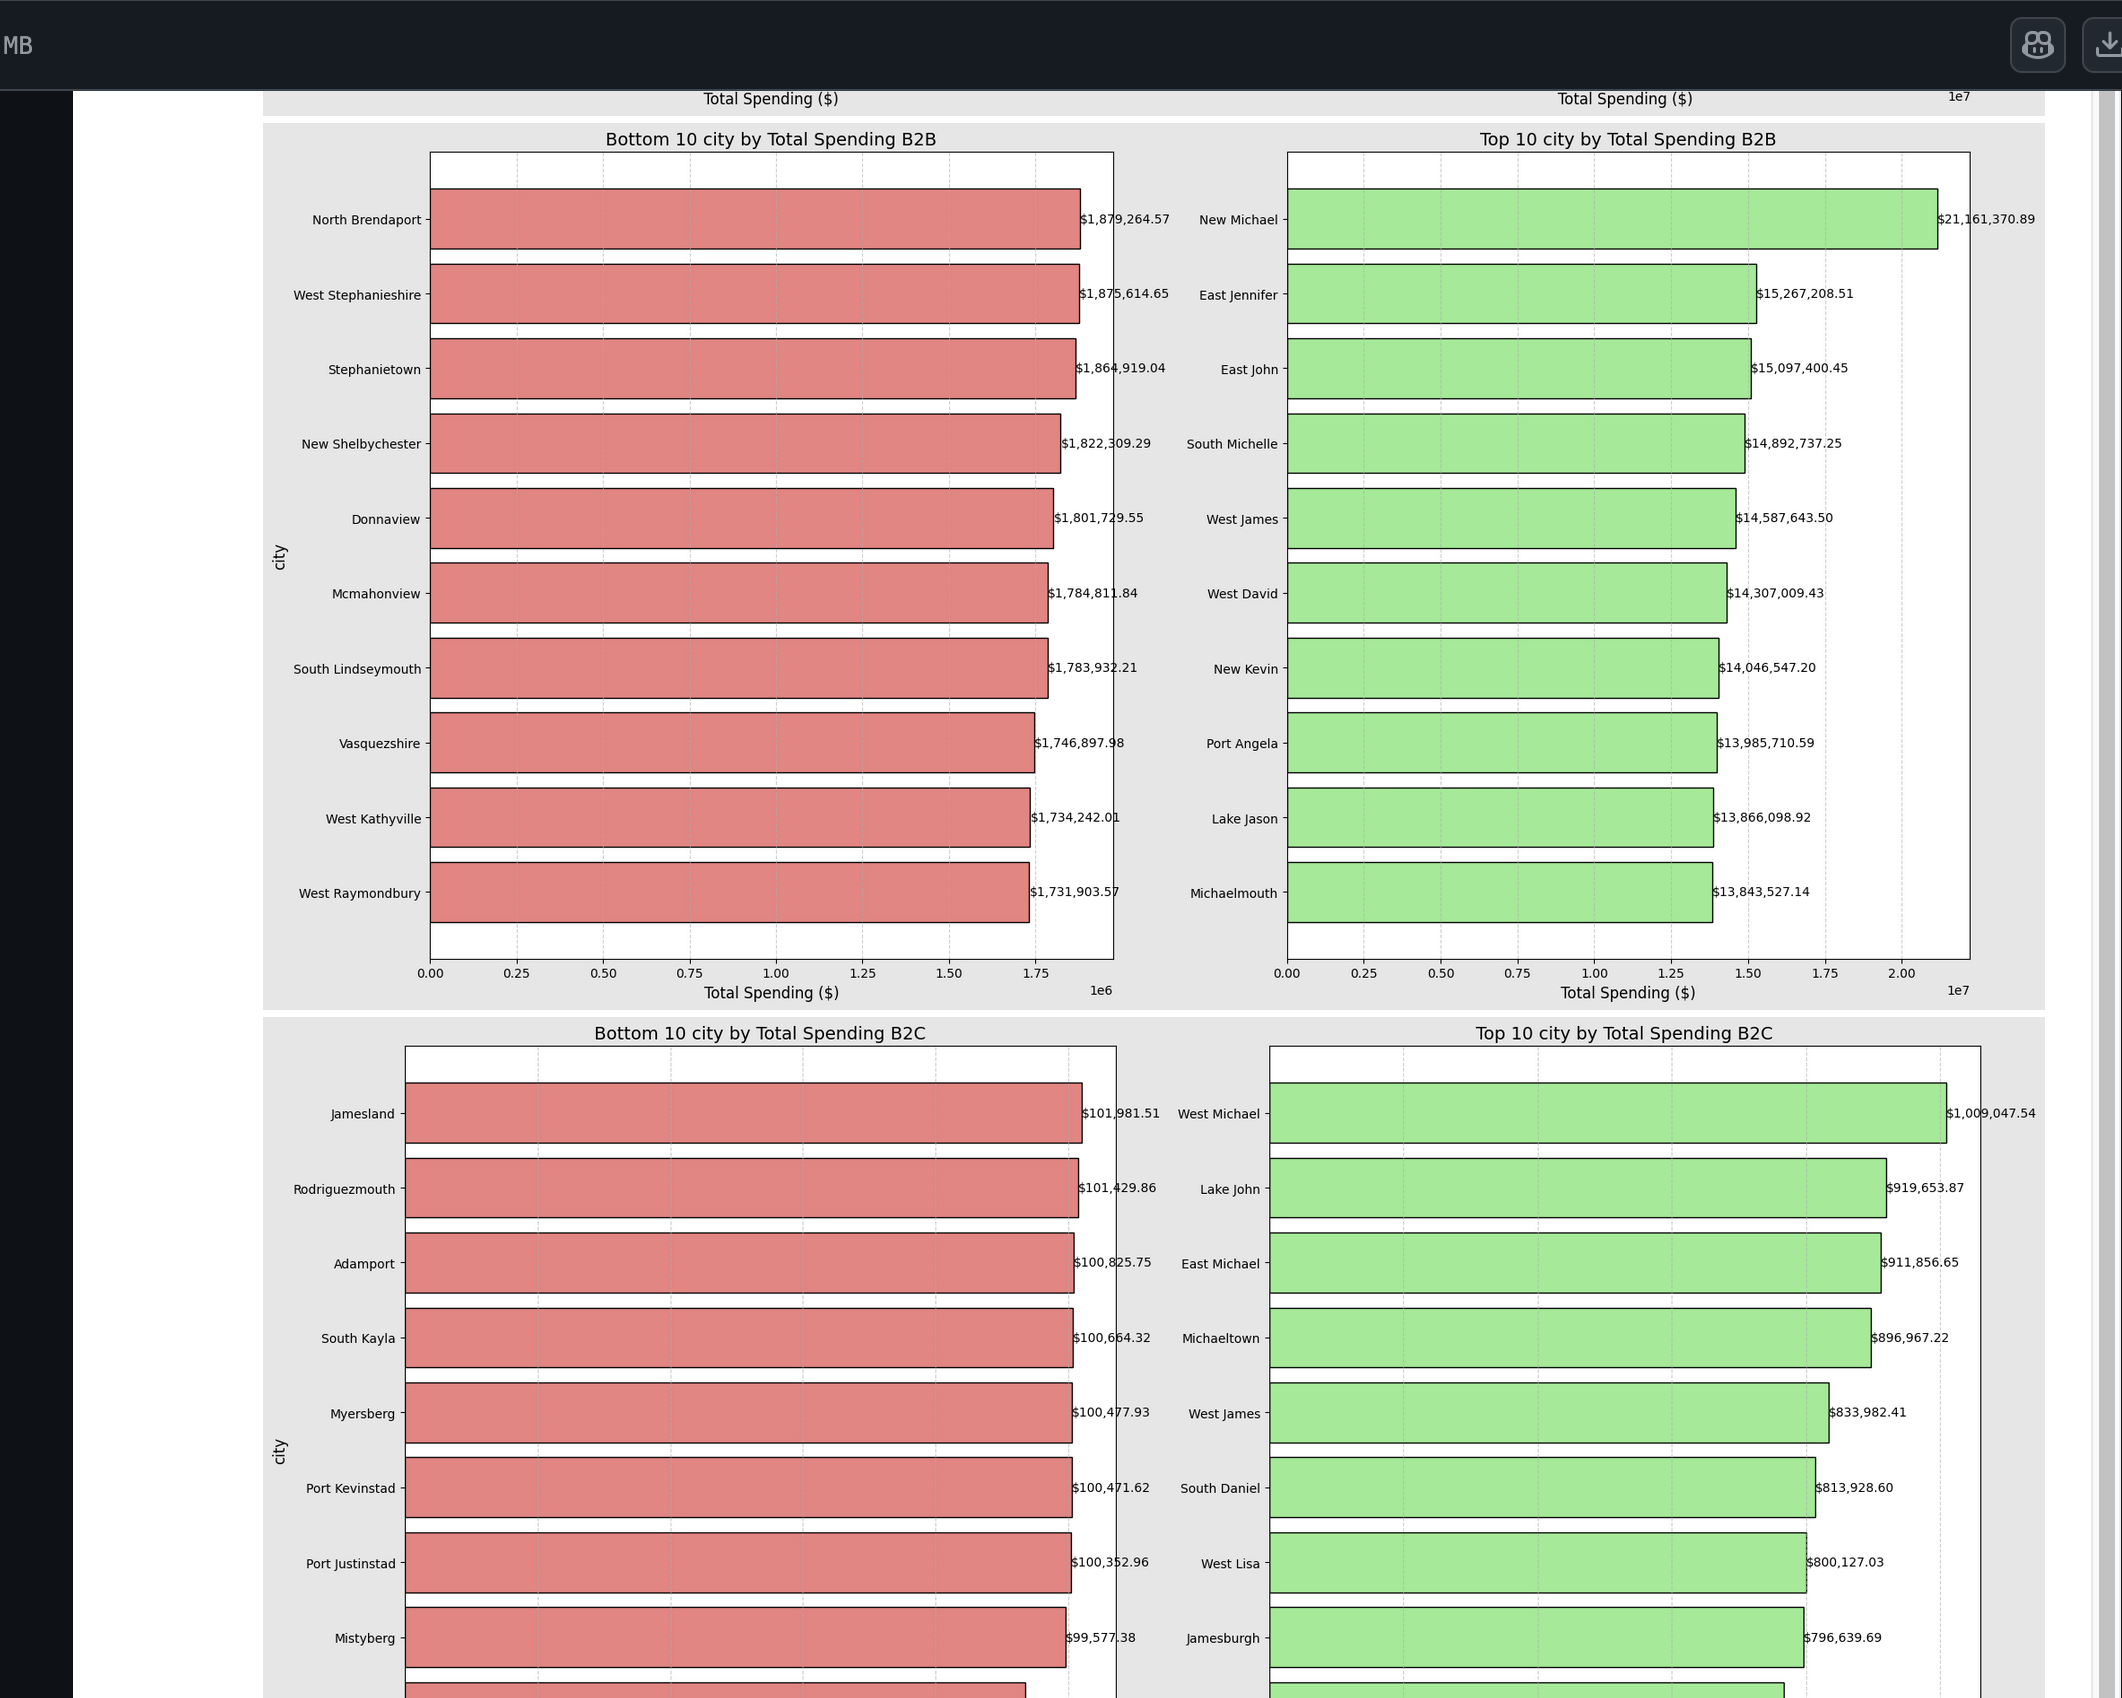 MB
Total Spending ($)
Total Spending ($)
1e7
Bottom 10 city by Total Spending B2B
North Brendaport
$1,879,264.57
West Stephanieshire
$1,875,614.65
Stephanietown
$1,864,919.04
New Shelbychester
$1,822,309.29
Donnaview
$1,801,729.55
Mcmahonview
$1,784,811.84
South Lindseymouth
$1,783,932.21
Vasquezshire
$1,746,897.98
West Kathyville
$1,734,242.01
West Raymondbury
$1,731,903.57
city
0.00 0.25 0.50 0.75 1.00 1.25 1.50 1.75
Total Spending ($)
1e6
Top 10 city by Total Spending B2B
New Michael
$21,161,370.89
East Jennifer
$15,267,208.51
East John
$15,097,400.45
South Michelle
$14,892,737.25
West James
$14,587,643.50
West David
$14,307,009.43
New Kevin
$14,046,547.20
Port Angela
$13,985,710.59
Lake Jason
$13,866,098.92
Michaelmouth
$13,843,527.14
0.00 0.25 0.50 0.75 1.00 1.25 1.50 1.75 2.00
Total Spending ($)
1e7
Bottom 10 city by Total Spending B2C
Jamesland
$101,981.51
Rodriguezmouth
$101,429.86
Adamport
$100,825.75
South Kayla
$100,664.32
Myersberg
$100,477.93
Port Kevinstad
$100,471.62
Port Justinstad
$100,352.96
Mistyberg
$99,577.38
city
Top 10 city by Total Spending B2C
West Michael
$1,009,047.54
Lake John
$919,653.87
East Michael
$911,856.65
Michaeltown
$896,967.22
West James
$833,982.41
South Daniel
$813,928.60
West Lisa
$800,127.03
Jamesburgh
$796,639.69